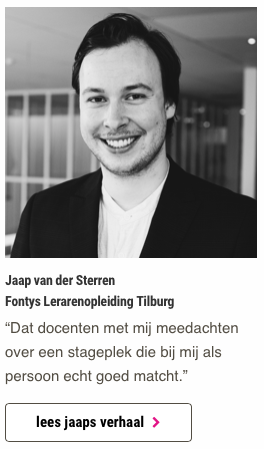 Jaap van der Sterren
Fontys Lerarenopleiding Tilburg
“Dat docenten met mij meedachten
over een stageplek die bij mij als
persoon echt goed matcht.”
lees jaaps verhaal